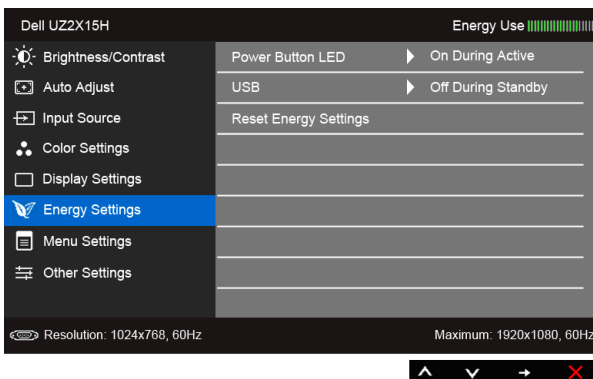 Dell UZ2X15H Energy Use
Brightness/Contrast Power Button LED On During Active
Auto Adjust USB Off During Standby
Input Source Reset Energy Settings
Color Settings
Display Settings
Energy Settings
Menu Settings
Other Settings
Resolution: 1024x768, 60Hz Maximum: 1920x1080, 60Hz